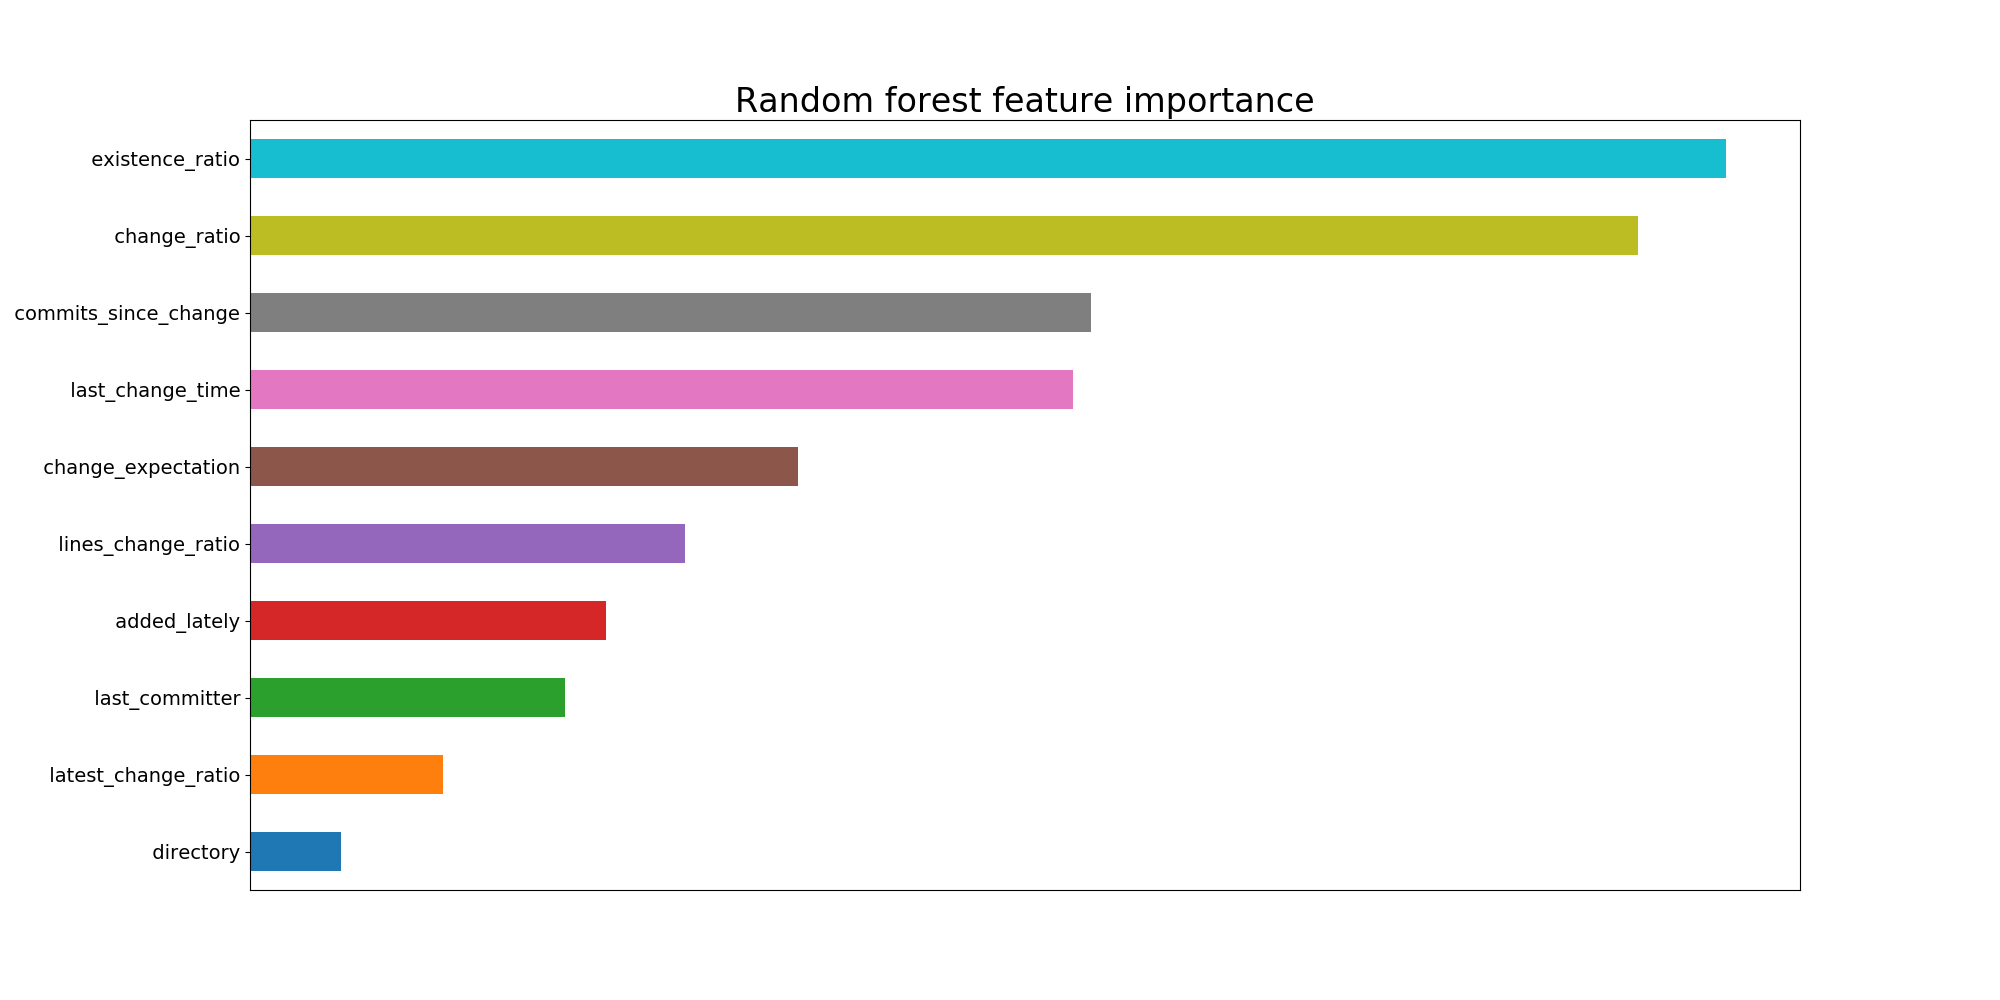 Random forest feature importance
existence_ratio
change_ratio
commits_since_change
last_change_time
change_expectation
lines_change_ratio
added_lately
last_committer
latest_change_ratio
directory